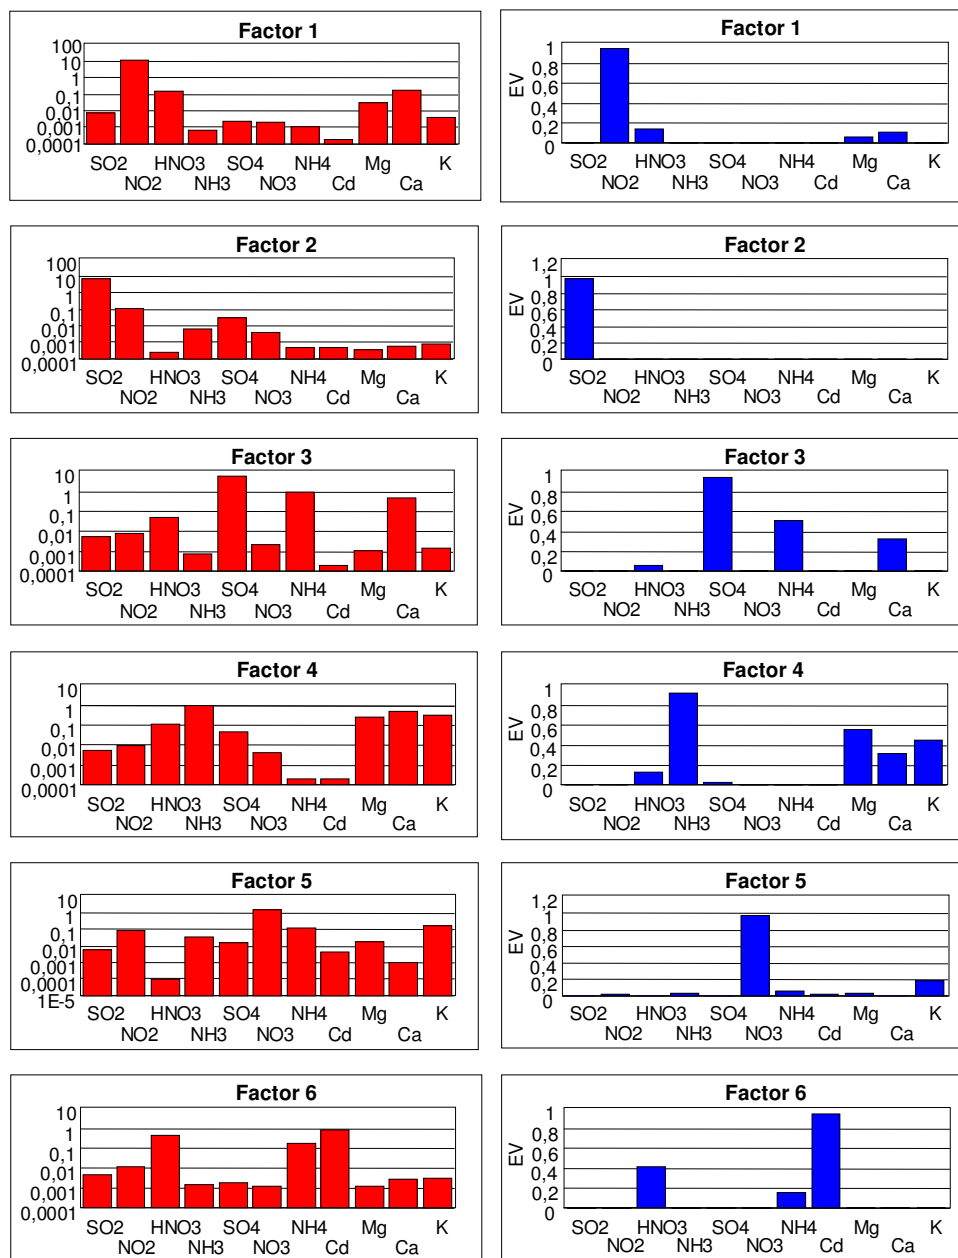 Factor 1
100
10
1
0,1
0,01
0,001
0,0001
SO2 HNO3 SO4 NH4 Mg K
NO2 NH3 NO3 Cd Ca
Factor 1
EV
1
0,8
0,6
0,4
0,2
0
SO2 HNO3 SO4 NH4 Mg K
NO2 NH3 NO3 Cd Ca
Factor 2
100
10
1
0,1
0,01
0,001
0,0001
SO2 HNO3 SO4 NH4 Mg K
NO2 NH3 NO3 Cd Ca
Factor 2
EV
1,2
1
0,8
0,6
0,4
0,2
0
SO2 HNO3 SO4 NH4 Mg K
NO2 NH3 NO3 Cd Ca
Factor 3
10
1
0,1
0,01
0,001
0,0001
SO2 HNO3 SO4 NH4 Mg K
NO2 NH3 NO3 Cd Ca
Factor 3
EV
1
0,8
0,6
0,4
0,2
0
SO2 HNO3 SO4 NH4 Mg K
NO2 NH3 NO3 Cd Ca
Factor 4
10
1
0,1
0,01
0,001
0,0001
SO2 HNO3 SO4 NH4 Mg K
NO2 NH3 NO3 Cd Ca
Factor 4
EV
1
0,8
0,6
0,4
0,2
0
SO2 HNO3 SO4 NH4 Mg K
NO2 NH3 NO3 Cd Ca
Factor 5
10
1
0,1
0,01
0,001
0,0001
1E-5
SO2 HNO3 SO4 NH4 Mg K
NO2 NH3 NO3 Cd Ca
Factor 5
EV
1,2
1
0,8
0,6
0,4
0,2
0
SO2 HNO3 SO4 NH4 Mg K
NO2 NH3 NO3 Cd Ca
Factor 6
10
1
0,1
0,01
0,001
0,0001
SO2 HNO3 SO4 NH4 Mg K
NO2 NH3 NO3 Cd Ca
Factor 6
EV
1
0,8
0,6
0,4
0,2
0
SO2 HNO3 SO4 NH4 Mg K
NO2 NH3 NO3 Cd Ca